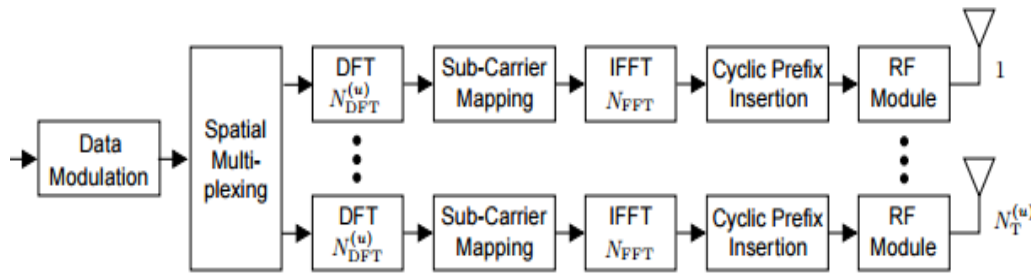 DFT
N_DFT^(u)
Sub-Carrier
Mapping
IFFT
N_FFT
Cyclic Prefix
Insertion
RF
Module
1
Data
Modulation
Spatial
Multi-
plexing
DFT
N_DFT^(u)
Sub-Carrier
Mapping
IFFT
N_FFT
Cyclic Prefix
Insertion
RF
Module
N_T^(u)